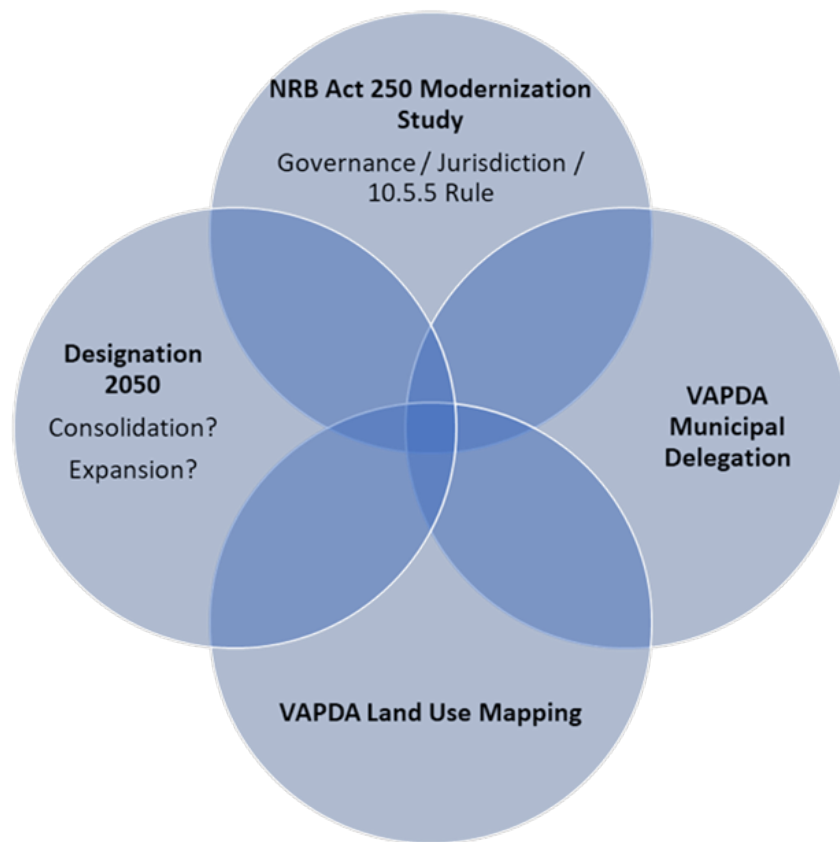 NRB Act 250 Modernization
Study
Governance / Jurisdiction /
10.5.5 Rule
Designation
2050
Consolidation?
Expansion?
VAPDA
Municipal
Delegation
VAPDA Land Use Mapping